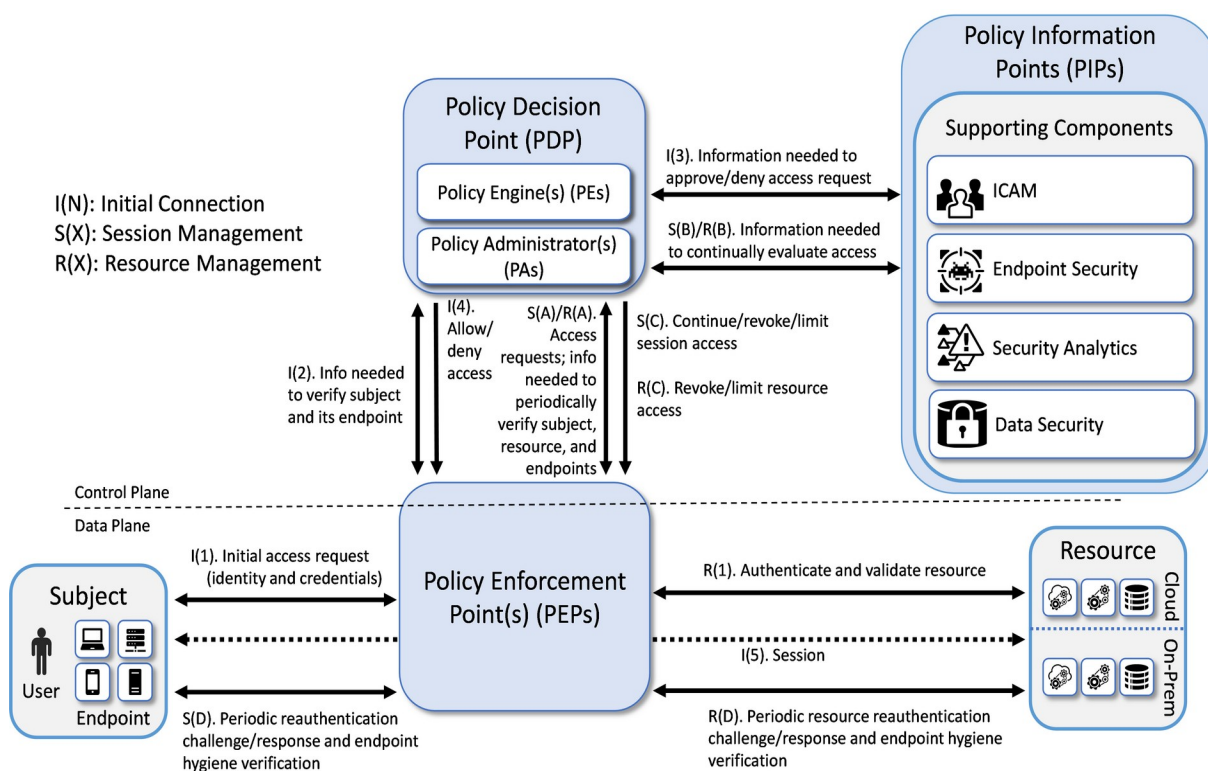 Policy Information
Points (PIPs)
Supporting Components
ICAM
Endpoint Security
Security Analytics
Data Security
Policy Decision
Point (PDP)
Policy Engine(s) (PEs)
Policy Administrator(s)
(PAs)
I(3). Information needed to
approve/deny access request
S(B)/R(B). Information needed
to continually evaluate access
I(N): Initial Connection
S(X): Session Management
R(X): Resource Management
I(2). Info needed
to verify subject
and its endpoint
I(4).
Allow/
deny
access
S(A)/R(A).
Access
requests; info
needed to
periodically
verify subject,
resource, and
endpoints
S(C). Continue/revoke/limit
session access
R(C). Revoke/limit resource
access
Control Plane
Data Plane
Policy Enforcement
Point(s) (PEPs)
I(1). Initial access request
(identity and credentials)
Subject
User
Endpoint
S(D). Periodic reauthentication
challenge/response and endpoint
hygiene verification
R(1). Authenticate and validate resource
I(5). Session
R(D). Periodic resource reauthentication
challenge/response and endpoint hygiene
verification
Resource
Cloud
On-Prem